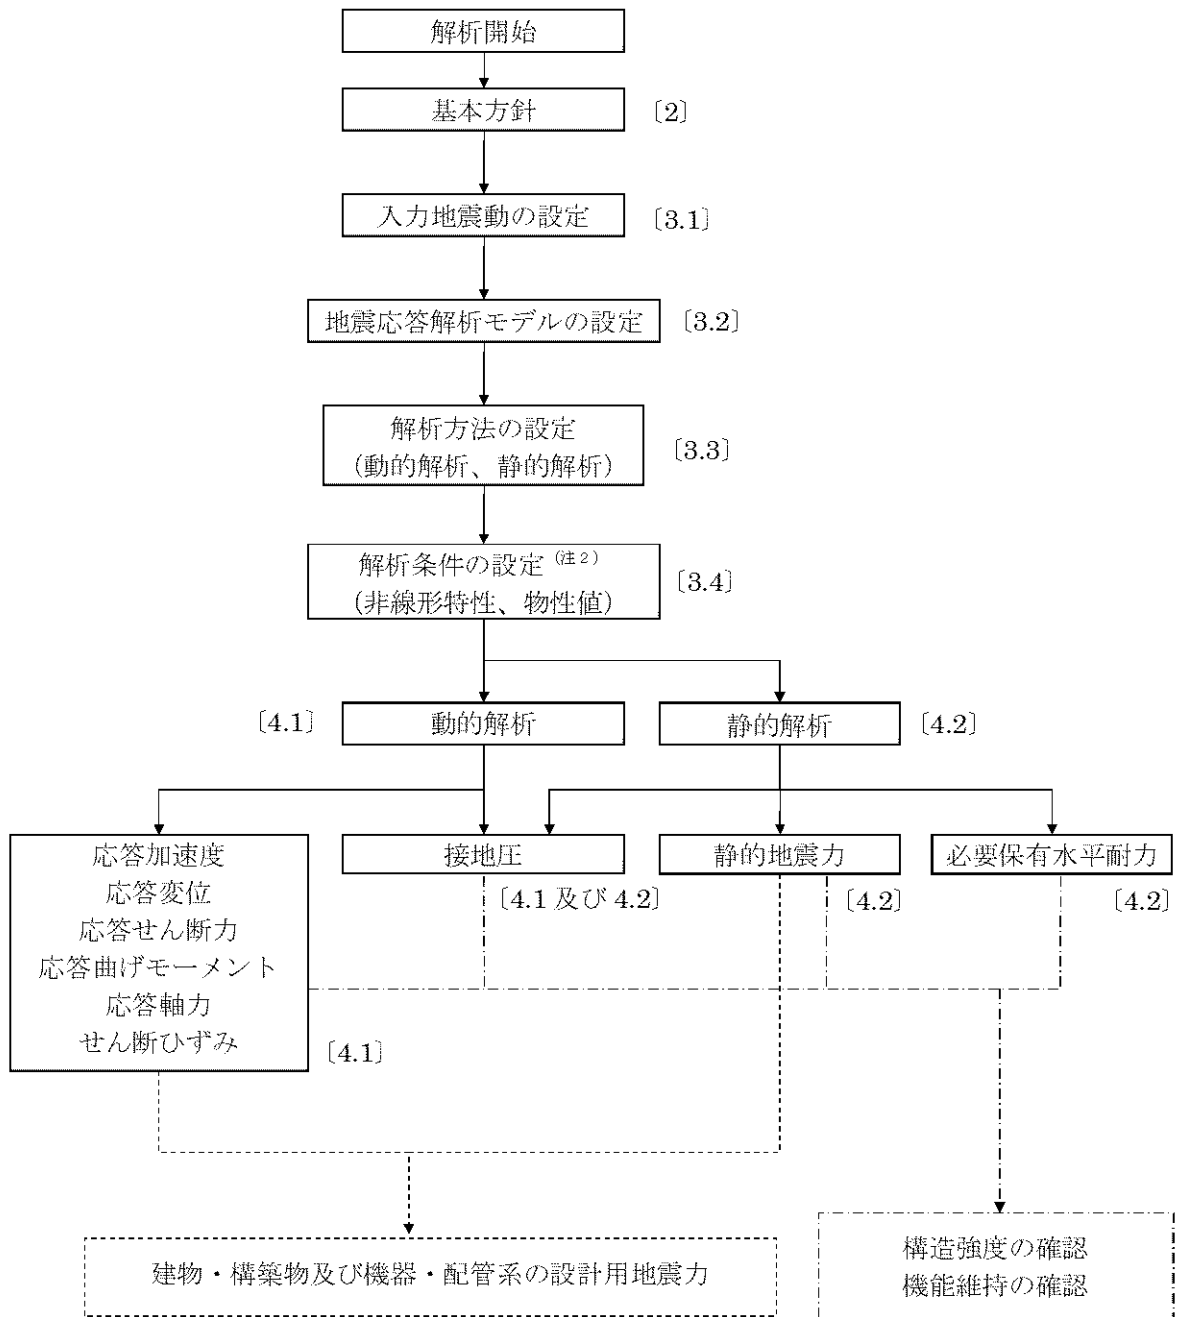 解析開始
基本方針
〔2〕
入力地震動の設定
〔3.1〕
地震応答解析モデルの設定
〔3.2〕
解析方法の設定
(動的解析、静的解析)
〔3.3〕
解析条件の設定(注2)
(非線形特性、物性値)
〔3.4〕
〔4.1〕
動的解析
静的解析
〔4.2〕
応答加速度
応答変位
応答せん断力
応答曲げモーメント
応答軸力
せん断ひずみ
〔4.1〕
接地圧
〔4.1 及び 4.2〕
静的地震力
〔4.2〕
必要保有水平耐力
〔4.2〕
建物・構築物及び機器・配管系の設計用地震力
構造強度の確認
機能維持の確認